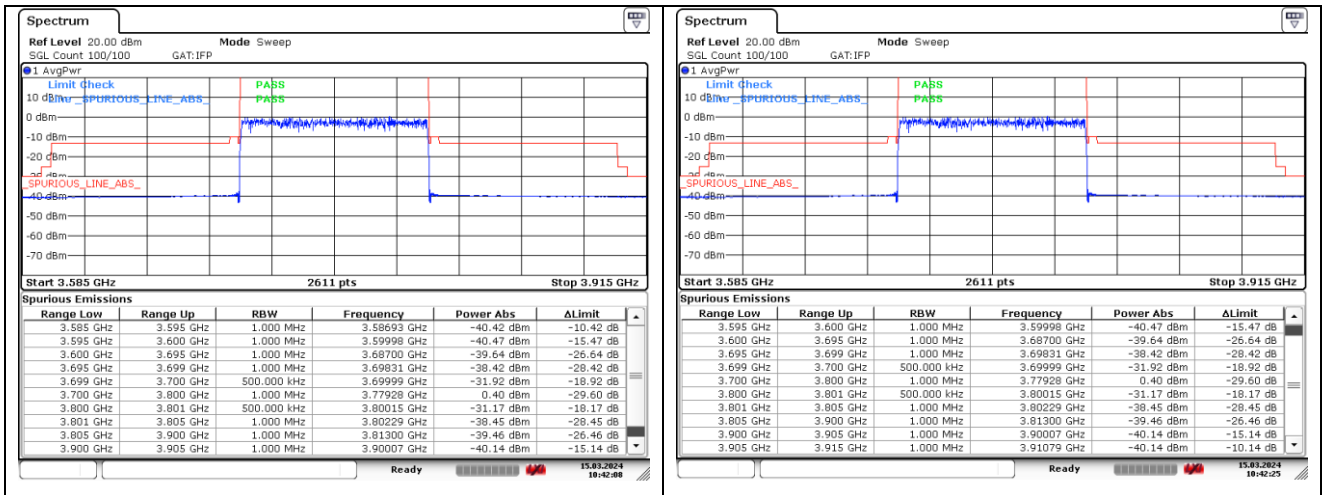 Spectrum
Ref Level 20.00 dBm Mode Sweep
SGL Count 100/100 GAT:IFP
1 AvgPwr
Limit Check PASS
10 dBm Line _SPURIOUS_LINE_ABS_ PASS
0 dBm
-10 dBm
-20 dBm
-30 dBm
_SPURIOUS_LINE_ABS_
-40 dBm
-50 dBm
-60 dBm
-70 dBm
Start 3.585 GHz 2611 pts Stop 3.915 GHz
Spurious Emissions
Range Low Range Up RBW Frequency Power Abs ΔLimit
3.585 GHz 3.595 GHz 1.000 MHz 3.58693 GHz -40.42 dBm -10.42 dB
3.595 GHz 3.600 GHz 1.000 MHz 3.59998 GHz -40.47 dBm -15.47 dB
3.600 GHz 3.695 GHz 1.000 MHz 3.68700 GHz -39.64 dBm -26.64 dB
3.695 GHz 3.699 GHz 1.000 MHz 3.69831 GHz -38.42 dBm -28.42 dB
3.699 GHz 3.700 GHz 500.000 kHz 3.69999 GHz -31.92 dBm -18.92 dB
3.700 GHz 3.800 GHz 1.000 MHz 3.77928 GHz 0.40 dBm -29.60 dB
3.800 GHz 3.801 GHz 500.000 kHz 3.80015 GHz -31.17 dBm -18.17 dB
3.801 GHz 3.805 GHz 1.000 MHz 3.80229 GHz -38.45 dBm -28.45 dB
3.805 GHz 3.900 GHz 1.000 MHz 3.81300 GHz -39.46 dBm -26.46 dB
3.900 GHz 3.905 GHz 1.000 MHz 3.90007 GHz -40.14 dBm -15.14 dB
Ready 15.03.2024
10:42:08
Spectrum
Ref Level 20.00 dBm Mode Sweep
SGL Count 100/100 GAT:IFP
1 AvgPwr
Limit Check PASS
10 dBm Line _SPURIOUS_LINE_ABS_ PASS
0 dBm
-10 dBm
-20 dBm
-30 dBm
_SPURIOUS_LINE_ABS_
-40 dBm
-50 dBm
-60 dBm
-70 dBm
Start 3.585 GHz 2611 pts Stop 3.915 GHz
Spurious Emissions
Range Low Range Up RBW Frequency Power Abs ΔLimit
3.595 GHz 3.600 GHz 1.000 MHz 3.59998 GHz -40.47 dBm -15.47 dB
3.600 GHz 3.695 GHz 1.000 MHz 3.68700 GHz -39.64 dBm -26.64 dB
3.695 GHz 3.699 GHz 1.000 MHz 3.69831 GHz -38.42 dBm -28.42 dB
3.699 GHz 3.700 GHz 500.000 kHz 3.69999 GHz -31.92 dBm -18.92 dB
3.700 GHz 3.800 GHz 1.000 MHz 3.77928 GHz 0.40 dBm -29.60 dB
3.800 GHz 3.801 GHz 500.000 kHz 3.80015 GHz -31.17 dBm -18.17 dB
3.801 GHz 3.805 GHz 1.000 MHz 3.80229 GHz -38.45 dBm -28.45 dB
3.805 GHz 3.900 GHz 1.000 MHz 3.81300 GHz -39.46 dBm -26.46 dB
3.900 GHz 3.905 GHz 1.000 MHz 3.90007 GHz -40.14 dBm -15.14 dB
3.905 GHz 3.915 GHz 1.000 MHz 3.91079 GHz -40.14 dBm -10.14 dB
Ready 15.03.2024
10:42:25